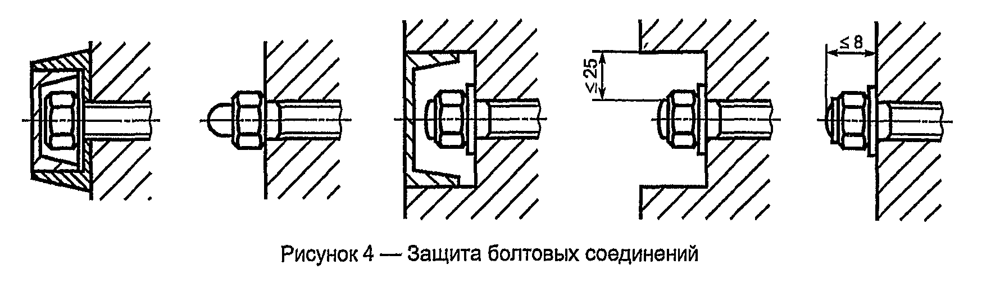 ≤ 25
≤ 8
Рисунок 4 — Защита болтовых соединений